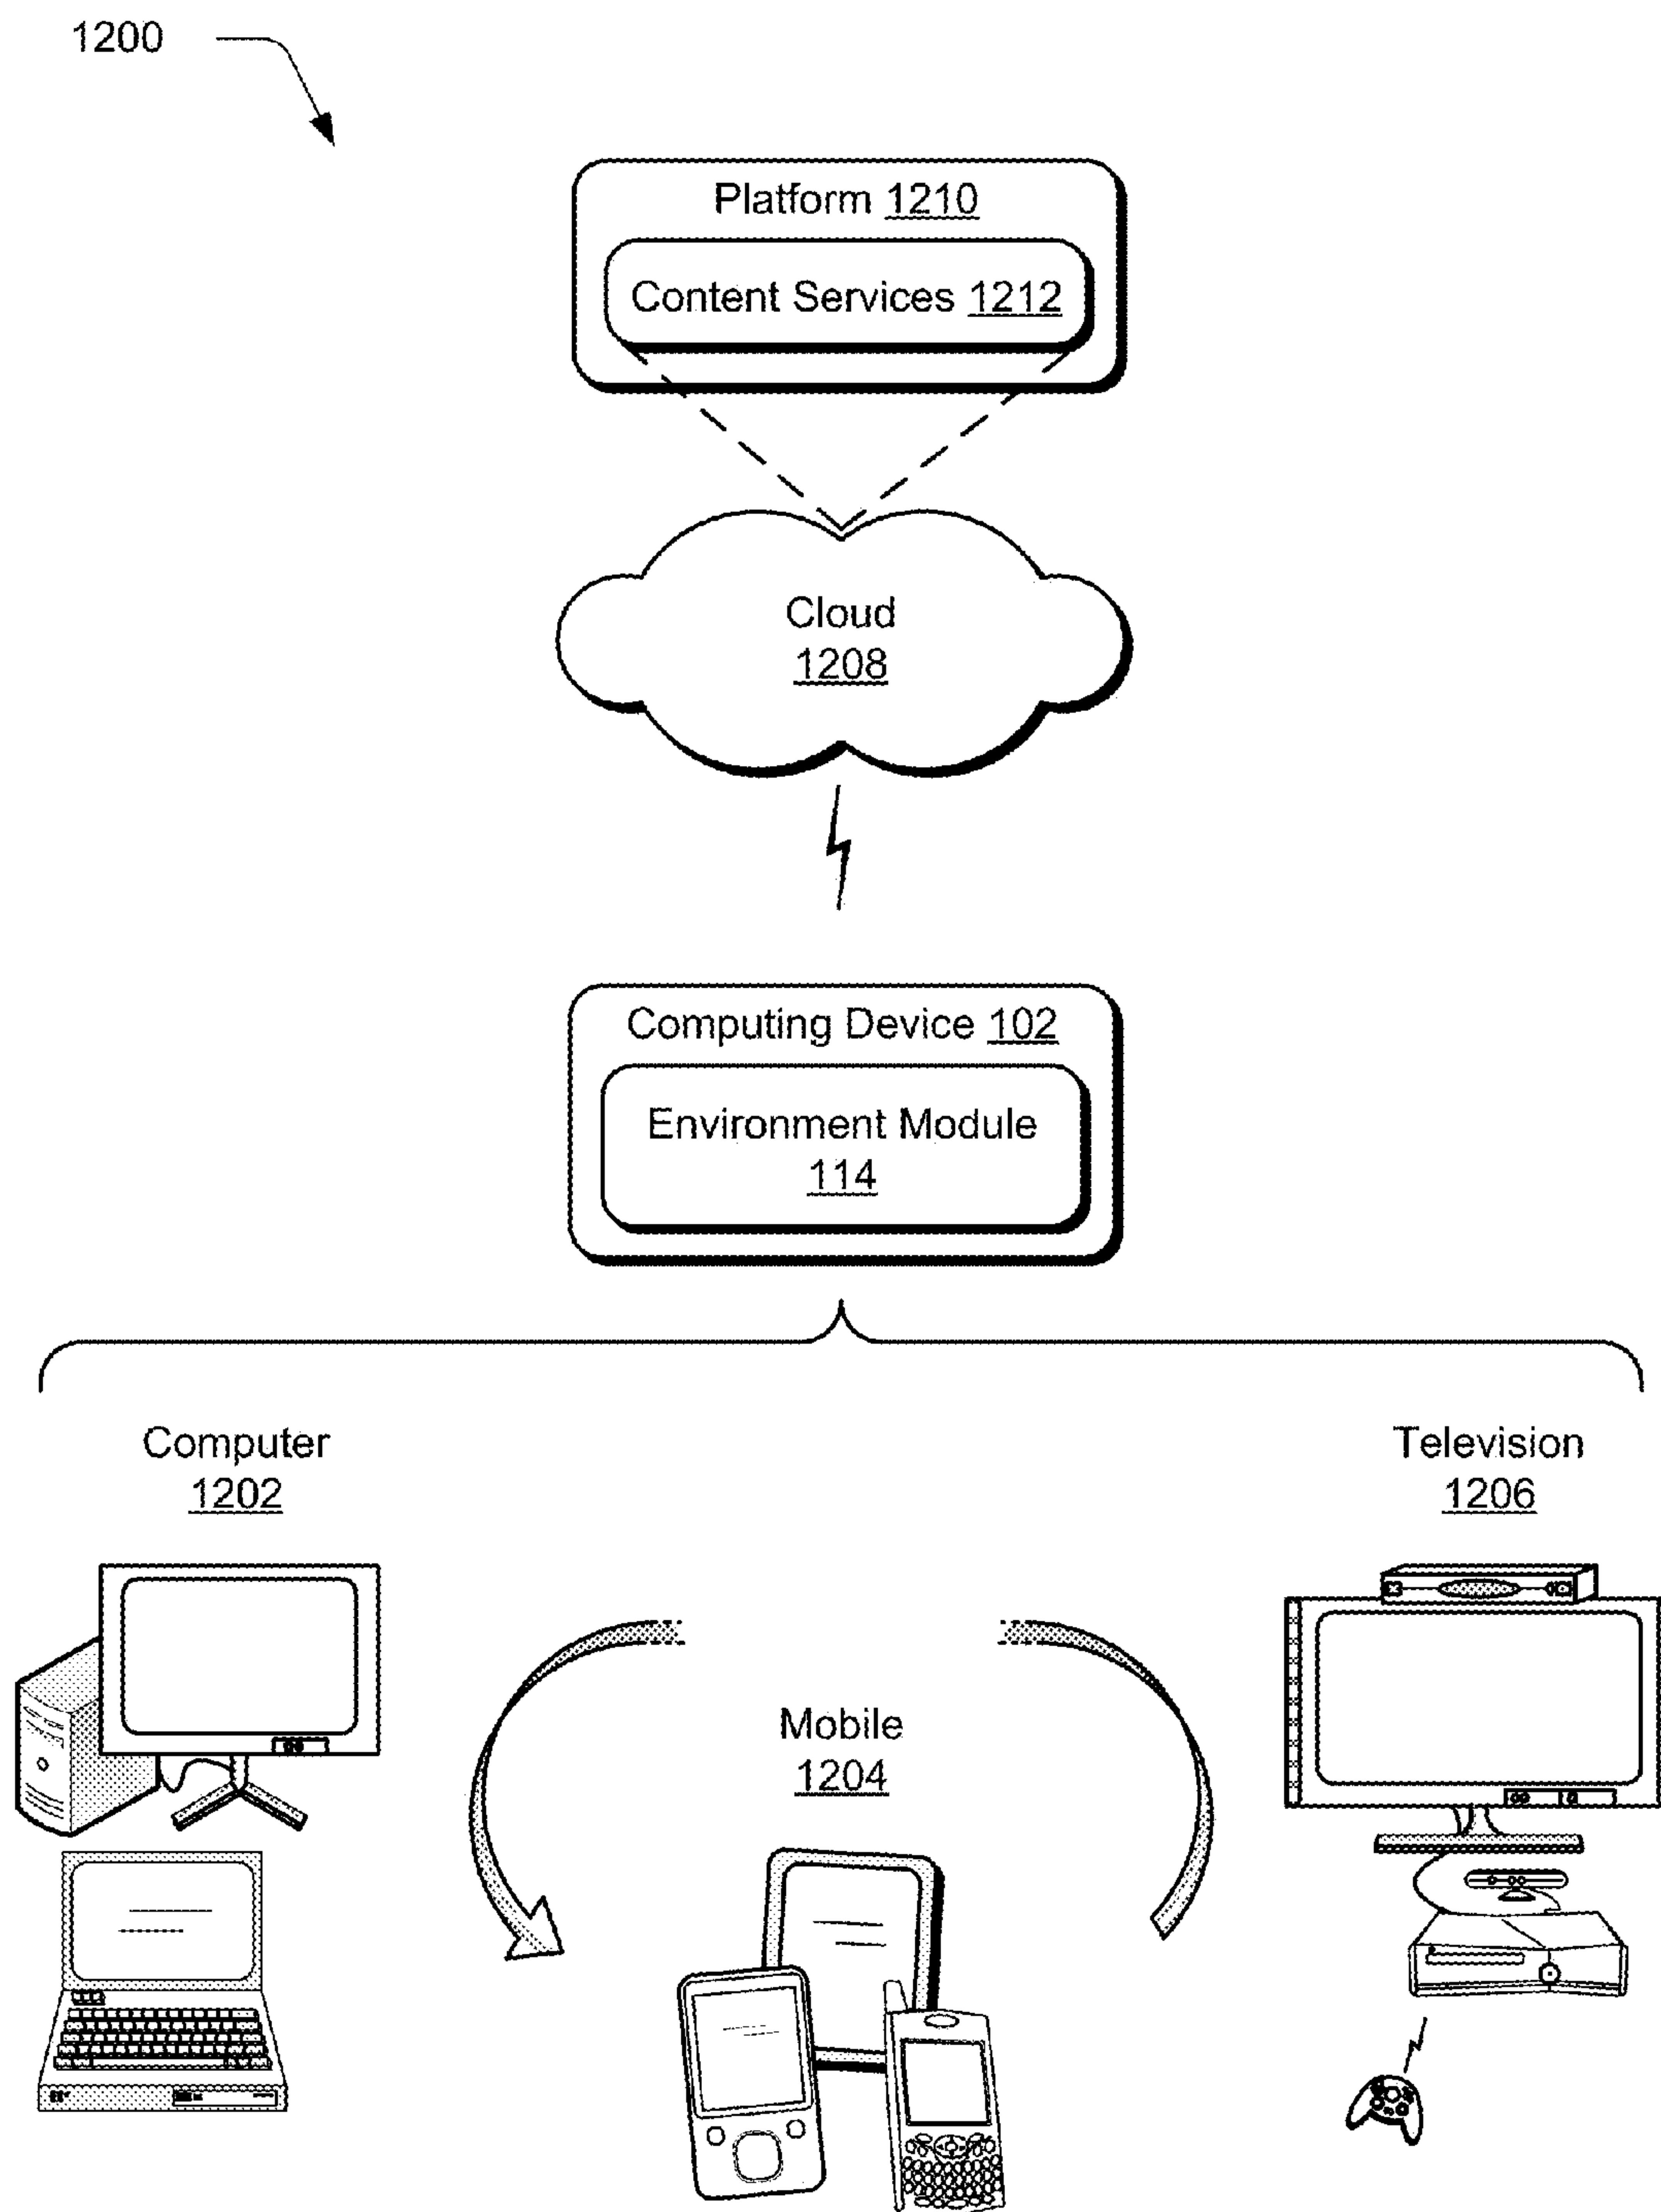 1200
Platform 1210
Content Services 1212
Cloud
1208
Computing Device 102
Environment Module
114
Computer
1202
Television
1206
Mobile
1204